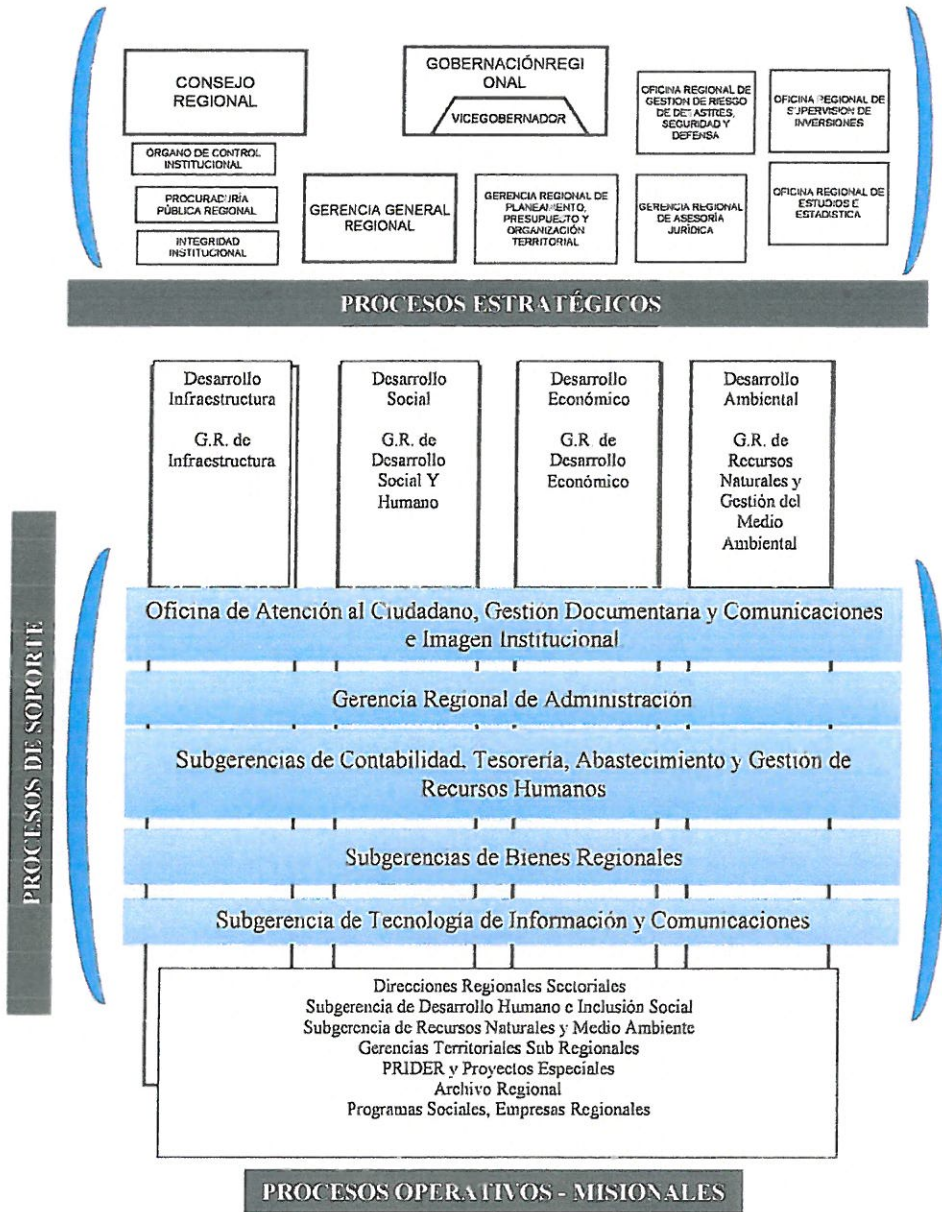 CONSEJO
REGIONAL
GOBERNACIÓNREGI
ONAL
VICEGOBERNADOR
OFICINA REGIONAL DE
GESTION DE RIESGO
DE DETASTRES,
SEGURIDAD Y
DEFENSA
OFICINA REGIONAL DE
SUPERVISION DE
INVERSIONES
ÓRGANO DE CONTROL
INSTITUCIONAL
PROCURADURÍA
PÚBLICA REGIONAL
INTEGRIDAD
INSTITUCIONAL
GERENCIA GENERAL
REGIONAL
GERENCIA REGIONAL DE
PLANEAMIENTO,
PRESUPUESTO Y
ORGANIZACIÓN
TERRITORIAL
GERENCIA REGIONAL
DE ASESORÍA
JURÍDICA
OFICINA REGIONAL DE
ESTUDIOS E
ESTADISTICA
PROCESOS ESTRATÉGICOS
Desarrollo
Infraestructura
G.R. de
Infraestructura
Desarrollo
Social
G.R. de
Desarrollo
Social Y
Humano
Desarrollo
Económico
G.R. de
Desarrollo
Económico
Desarrollo
Ambiental
G.R. de
Recursos
Naturales y
Gestión del
Medio
Ambiental
PROCESOS DE SOPORTE
Oficina de Atención al Ciudadano, Gestión Documentaria y Comunicaciones
e Imagen Institucional
Gerencia Regional de Administración
Subgerencias de Contabilidad, Tesorería, Abastecimiento y Gestión de
Recursos Humanos
Subgerencias de Bienes Regionales
Subgerencia de Tecnología de Información y Comunicaciones
Direcciones Regionales Sectoriales
Subgerencia de Desarrollo Humano e Inclusión Social
Subgerencia de Recursos Naturales y Medio Ambiente
Gerencias Territoriales Sub Regionales
PRIDER y Proyectos Especiales
Archivo Regional
Programas Sociales, Empresas Regionales
PROCESOS OPERATIVOS - MISIONALES